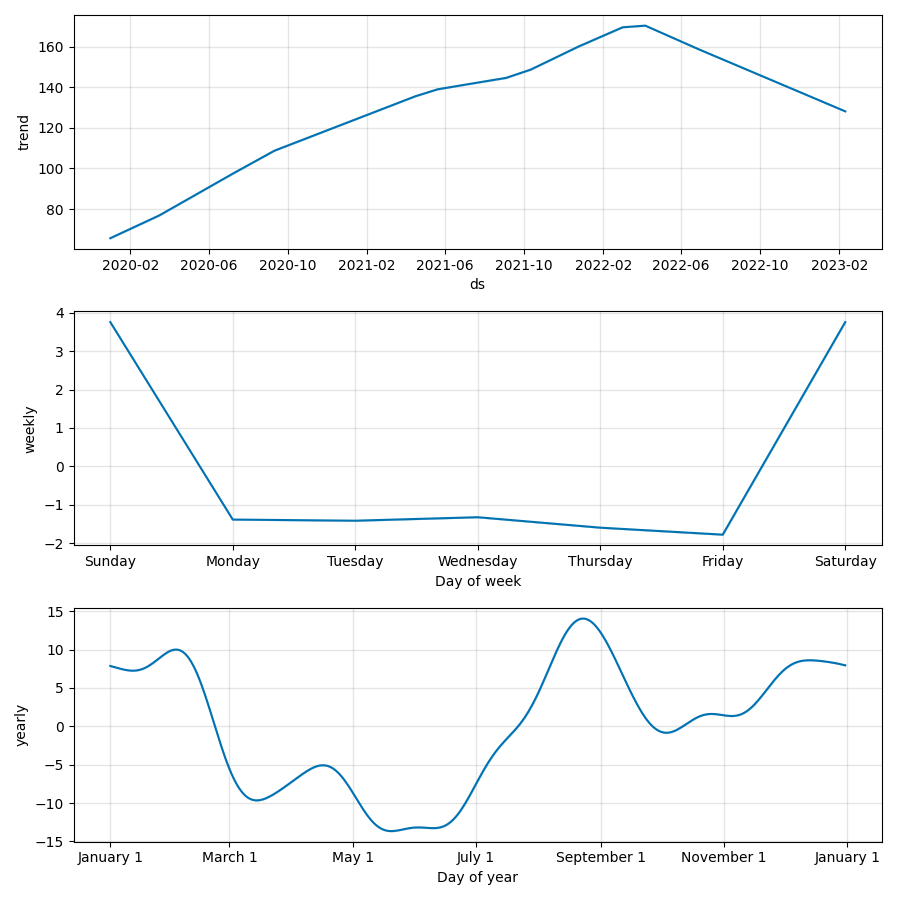 160
140
120
100
80
trend
2020-02 2020-06 2020-10 2021-02 2021-06 2021-10 2022-02 2022-06 2022-10 2023-02
ds
4
3
2
1
0
−1
−2
weekly
Sunday Monday Tuesday Wednesday Thursday Friday Saturday
Day of week
15
10
5
0
−5
−10
−15
yearly
January 1 March 1 May 1 July 1 September 1 November 1 January 1
Day of year